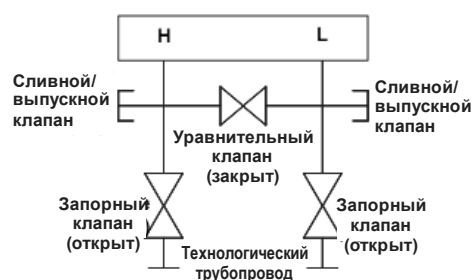 H L
Сливной/
выпускной
клапан
Сливной/
выпускной
клапан
Уравнительный
клапан
(закрыт)
Запорный
клапан
(открыт)
Запорный
клапан
(открыт)
Технологический
трубопровод